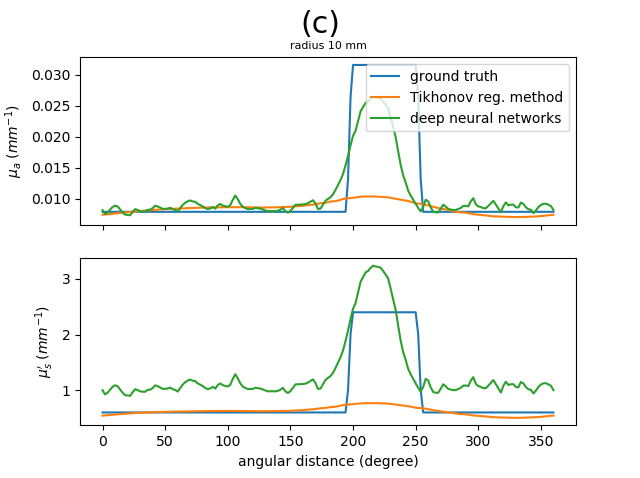 (c)
radius 10 mm
0.030
0.025
0.020
0.015
0.010
μₐ (mm⁻¹)
ground truth
Tikhonov reg. method
deep neural networks
3
2
1
μ′ₛ (mm⁻¹)
0 50 100 150 200 250 300 350
angular distance (degree)